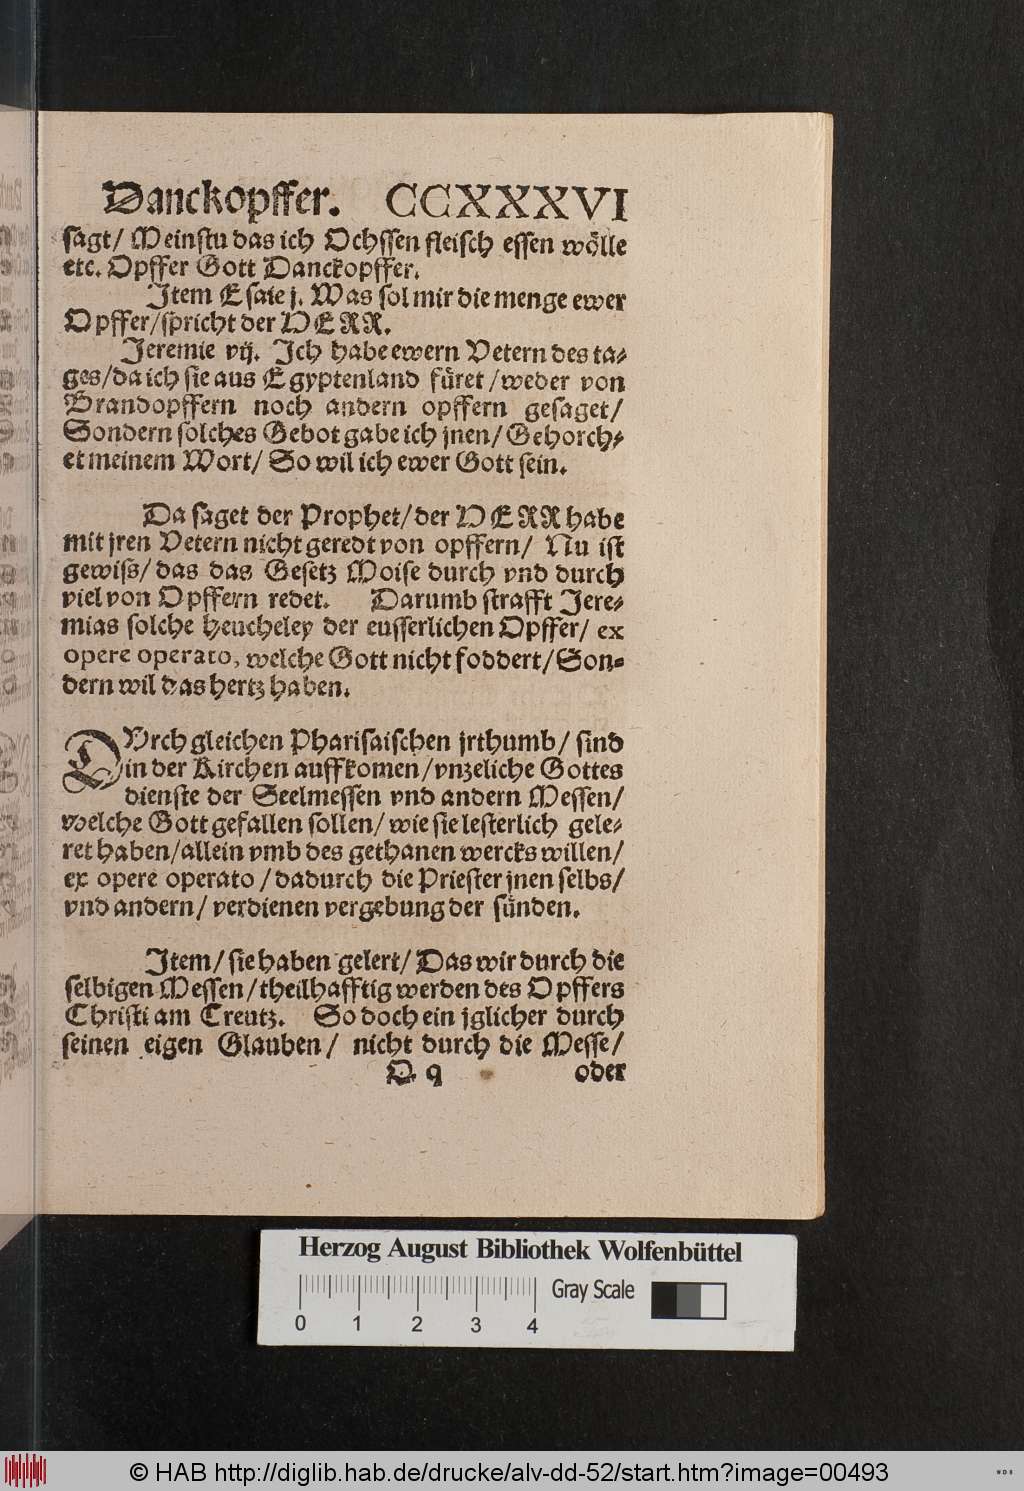 Danckopffer. CCXXXVI
sagt/ Meinstu das ich Ochssen fleisch essen wölle
etc. Opffer Gott Danckopffer.
Item Esaie j. Was sol mir die menge ewer
Opffer/spricht der HERR.
Jeremie vij. Ich habe ewern Vetern des ta-
ges/da ich sie aus Egyptenland füret/weder von
Brandopffern noch andern opffern gesaget/
Sondern solches Gebot gabe ich jnen/Gehorch-
et meinem Wort/ So wil ich ewer Gott sein.
Da saget der Prophet/der HERR habe
mit jren Vetern nicht geredt von opffern/ Nu ist
gewiss/das das Gesetz Moise durch vnd durch
viel von Opffern redet. Darumb strafft Jere-
mias solche heucheley der eusserlichen Opffer/ ex
opere operato, welche Gott nicht foddert/Son-
dern wil das hertz haben.
DVrch gleichen Pharisaischen jrthumb/ sind
in der Kirchen auffkomen/vnzeliche Gottes
dienste der Seelmessen vnd andern Messen/
welche Gott gefallen sollen/wie sie lesterlich gele-
ret haben/allein vmb des gethanen wercks willen/
ex opere operato/dadurch die Priester jnen selbs/
vnd andern/ verdienen vergebung der sünden.
Item/sie haben gelert/Das wir durch die
selbigen Messen/theilhafftig werden des Opffers
Christi am Creutz. So doch ein jglicher durch
seinen eigen Glauben/ nicht durch die Messe/
Q q oder
Herzog August Bibliothek Wolfenbüttel
Gray Scale
0 1 2 3 4
© HAB http://diglib.hab.de/drucke/alv-dd-52/start.htm?image=00493